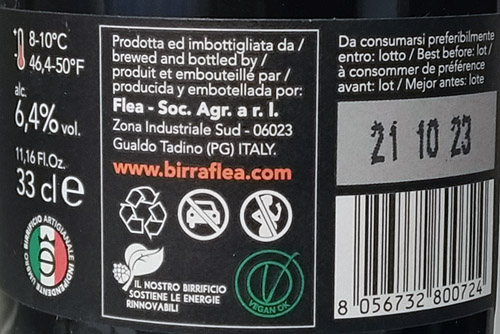 8-10°C
46,4-50°F
alc.
6,4% vol.
11,16 Fl.Oz.
33 cl e
BIRRIFICIO ARTIGIANALE INDIPENDENTE
Prodotta ed imbottigliata da /
brewed and bottled by /
produit et embouteillé par /
producida y embotellada por:
Flea - Soc. Agr. a r. l.
Zona Industriale Sud - 06023
Gualdo Tadino (PG) ITALY.
www.birraflea.com
IL NOSTRO BIRRIFICIO
SOSTIENE LE ENERGIE
RINNOVABILI
VEGAN OK
Da consumarsi preferibilmente
entro: lotto / Best before: lot /
à consommer de préférence
avant: lot / Mejor antes: lote
21 10 23
8 056732 800724